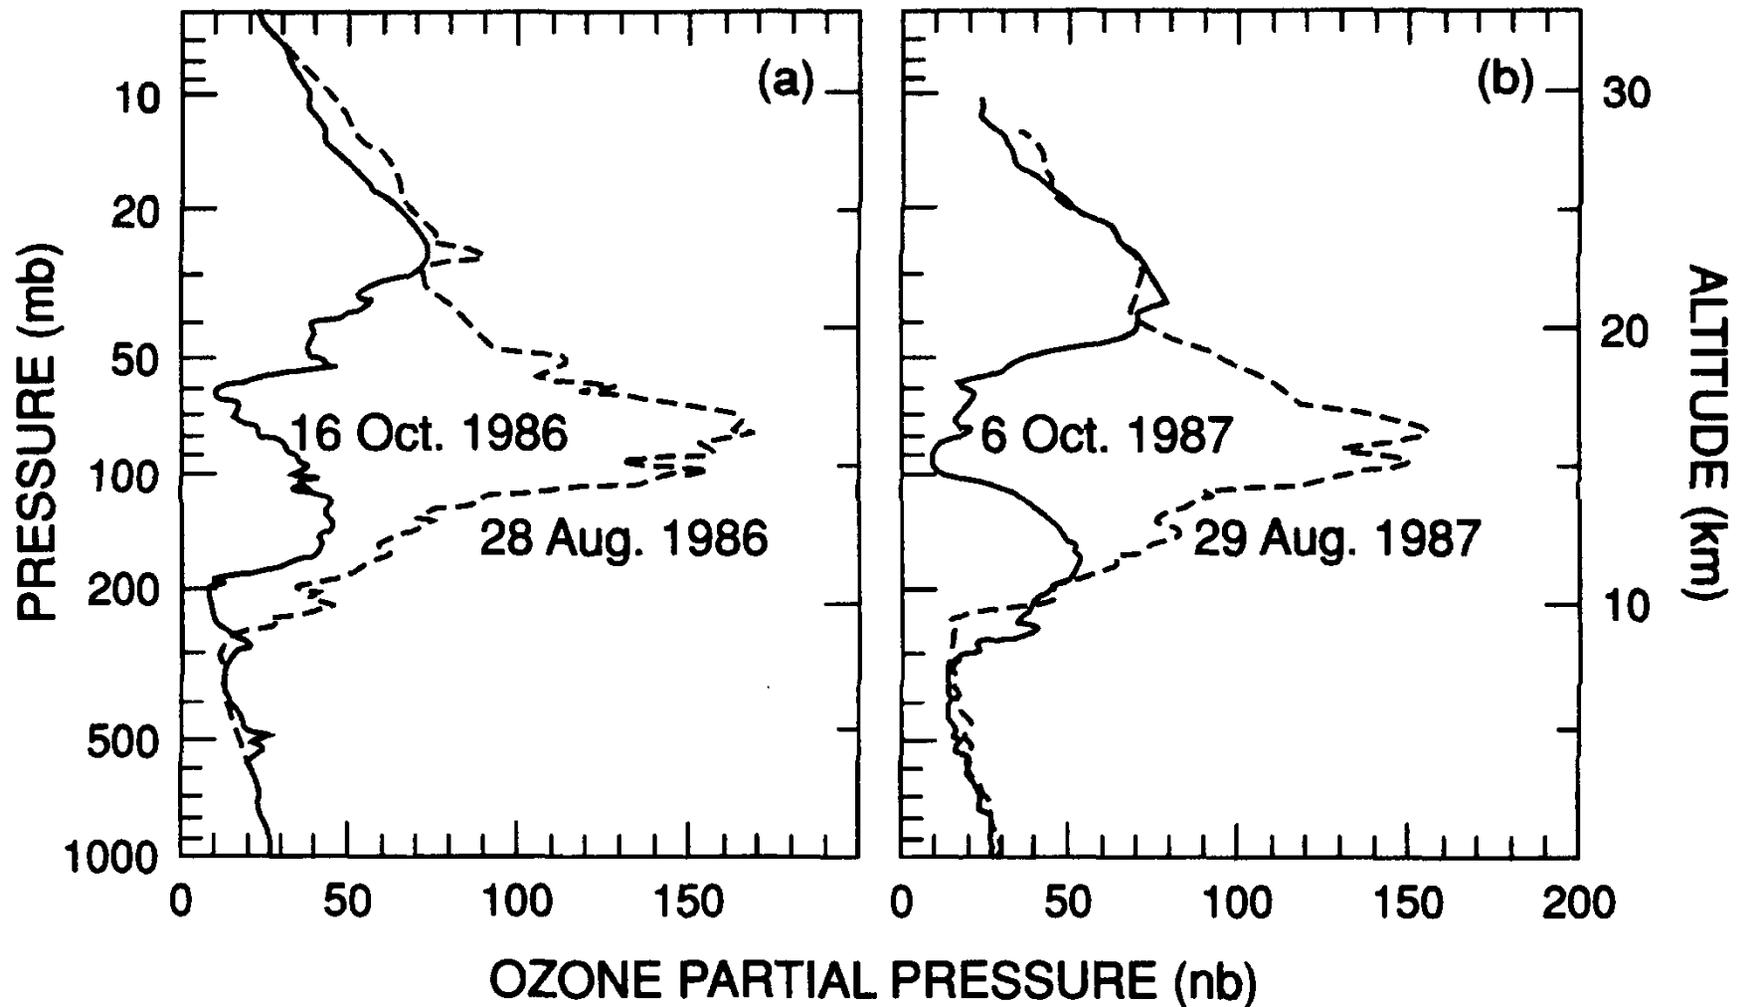 (a)
(b)
10
20
50
100
200
500
1000
PRESSURE (mb)
16 Oct. 1986
28 Aug. 1986
6 Oct. 1987
29 Aug. 1987
30
20
10
ALTITUDE (km)
0 50 100 150
0 50 100 150 200
OZONE PARTIAL PRESSURE (nb)